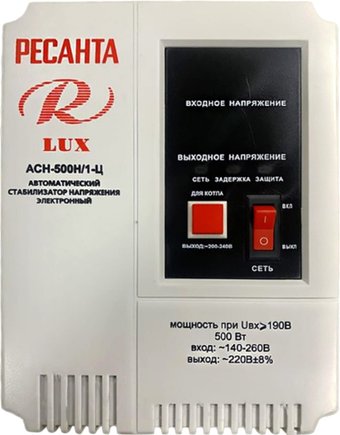 РЕСАНТА
R
LUX
АСН-500Н/1-Ц
АВТОМАТИЧЕСКИЙ
СТАБИЛИЗАТОР НАПРЯЖЕНИЯ
ЭЛЕКТРОННЫЙ
ВХОДНОЕ НАПРЯЖЕНИЕ
ВЫХОДНОЕ НАПРЯЖЕНИЕ
СЕТЬ ЗАДЕРЖКА ЗАЩИТА
ДЛЯ КОТЛА
ВЫХОД:~200-240В
ВКЛ
ВЫКЛ
СЕТЬ
мощность при Uвх⩾190В
500 Вт
вход: ~140-260В
выход: ~220В±8%